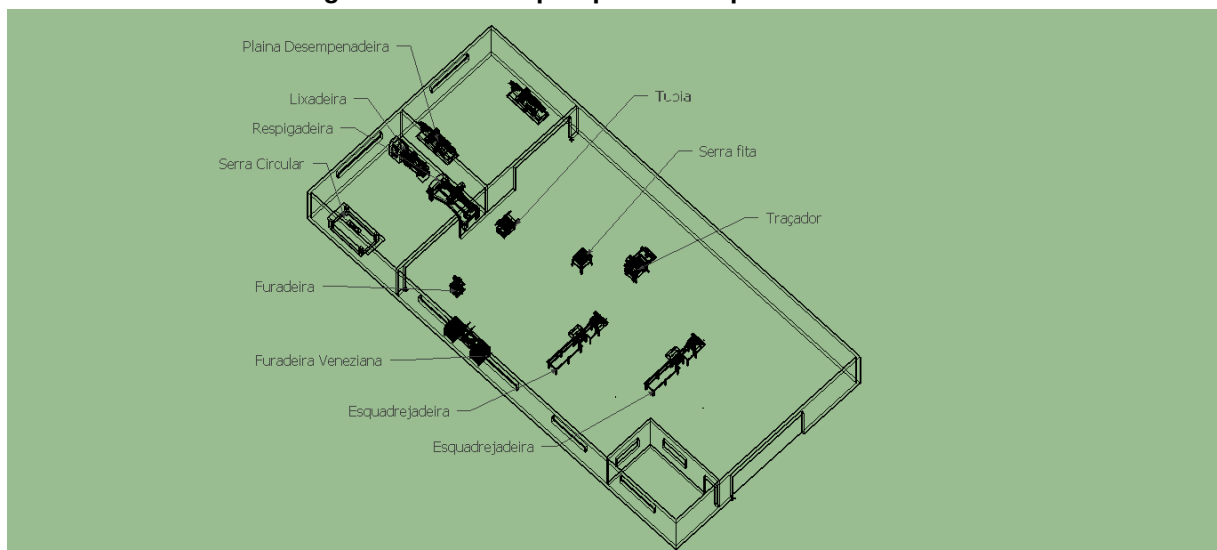 Plaina Desempenadeira
Lixadeira
Tupia
Respigadeira
Serra Circular
Serra fita
Traçador
Furadeira
Furadeira Veneziana
Esquadrejadeira
Esquadrejadeira